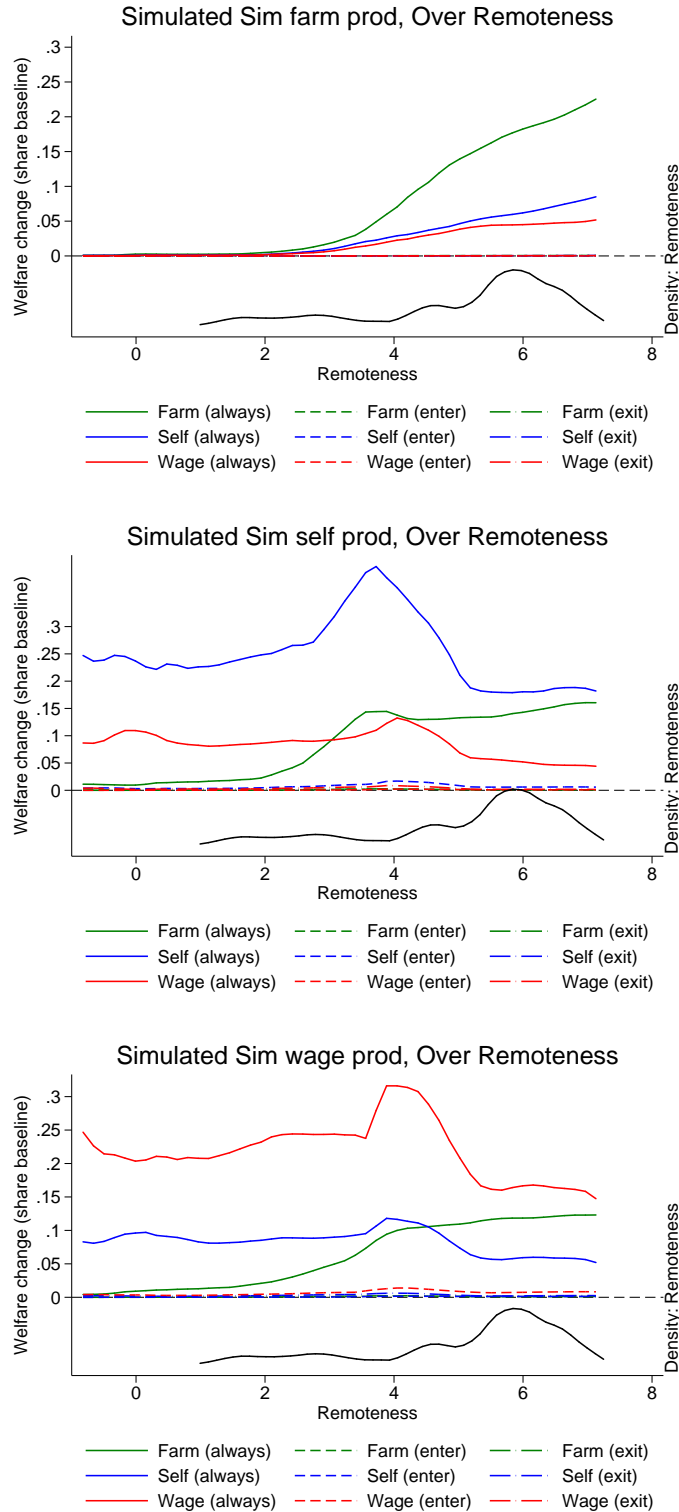 Simulated Sim farm prod, Over Remoteness
Welfare change (share baseline)
.3
.25
.2
.15
.1
.05
0
Density: Remoteness
0 2 4 6 8
Remoteness
Farm (always) Farm (enter) Farm (exit)
Self (always) Self (enter) Self (exit)
Wage (always) Wage (enter) Wage (exit)
Simulated Sim self prod, Over Remoteness
Welfare change (share baseline)
.3
.25
.2
.15
.1
.05
0
Density: Remoteness
0 2 4 6 8
Remoteness
Farm (always) Farm (enter) Farm (exit)
Self (always) Self (enter) Self (exit)
Wage (always) Wage (enter) Wage (exit)
Simulated Sim wage prod, Over Remoteness
Welfare change (share baseline)
.3
.25
.2
.15
.1
.05
0
Density: Remoteness
0 2 4 6 8
Remoteness
Farm (always) Farm (enter) Farm (exit)
Self (always) Self (enter) Self (exit)
Wage (always) Wage (enter) Wage (exit)